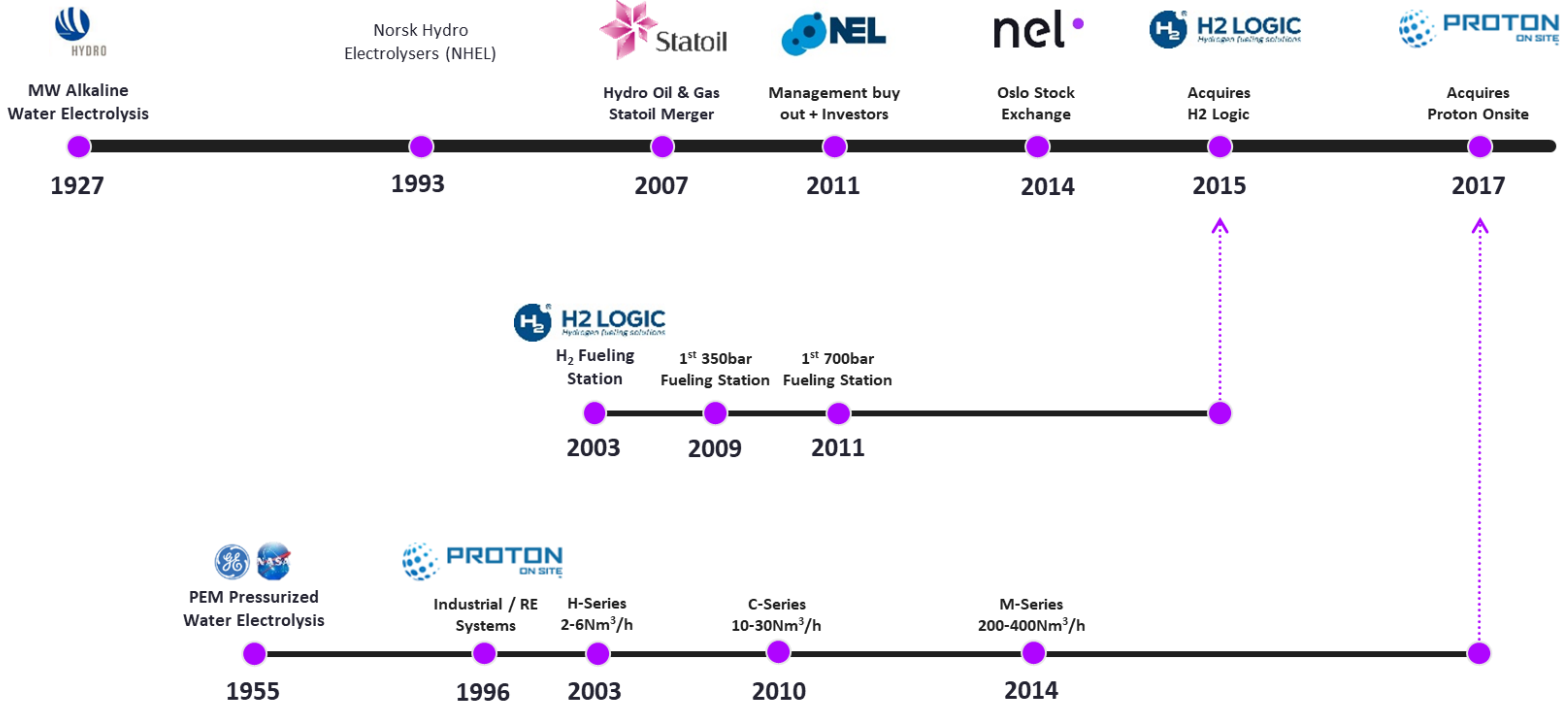 HYDRO
MW Alkaline
Water Electrolysis
1927
Norsk Hydro
Electrolysers (NHEL)
1993
Statoil
Hydro Oil & Gas
Statoil Merger
2007
NEL
Management buy
out + Investors
2011
nel
Oslo Stock
Exchange
2014
H2 H2 LOGIC
Hydrogen fueling solutions
Acquires
H2 Logic
2015
PROTON
ON SITE
Acquires
Proton Onsite
2017
H2 ® H2 LOGIC
Hydrogen fueling solutions
H₂ Fueling
Station
2003
1st 350bar
Fueling Station
2009
1st 700bar
Fueling Station
2011
GE NASA
PEM Pressurized
Water Electrolysis
1955
PROTON
ON SITE
Industrial / RE
Systems
1996
H-Series
2-6Nm³/h
2003
C-Series
10-30Nm³/h
2010
M-Series
200-400Nm³/h
2014